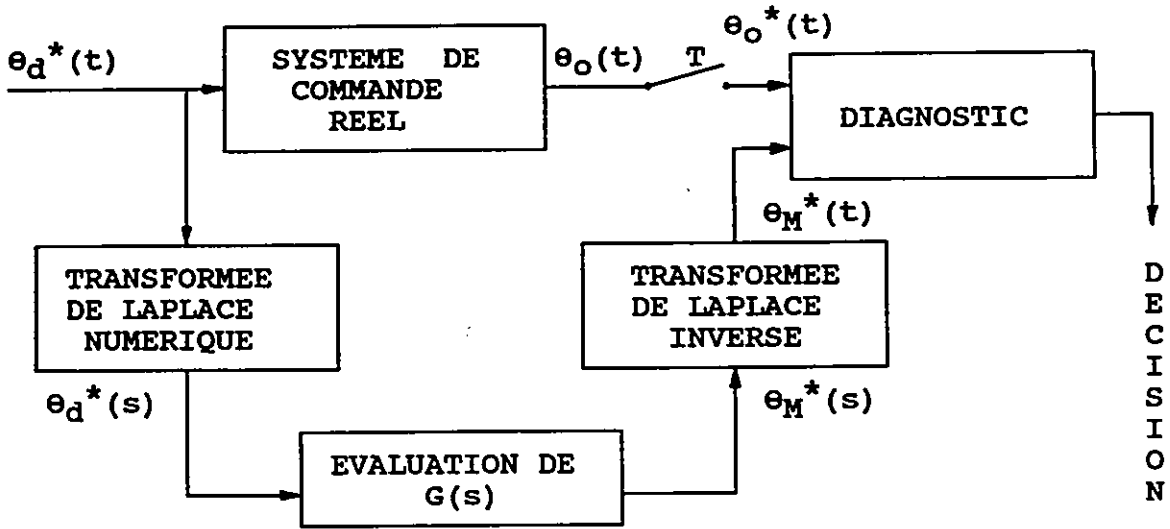 θd*(t)
SYSTEME DE
COMMANDE
REEL
θo(t)
T
θo*(t)
DIAGNOSTIC
θM*(t)
TRANSFORMEE
DE LAPLACE
NUMERIQUE
TRANSFORMEE
DE LAPLACE
INVERSE
θd*(s)
θM*(s)
EVALUATION DE
G(s)
DECISION